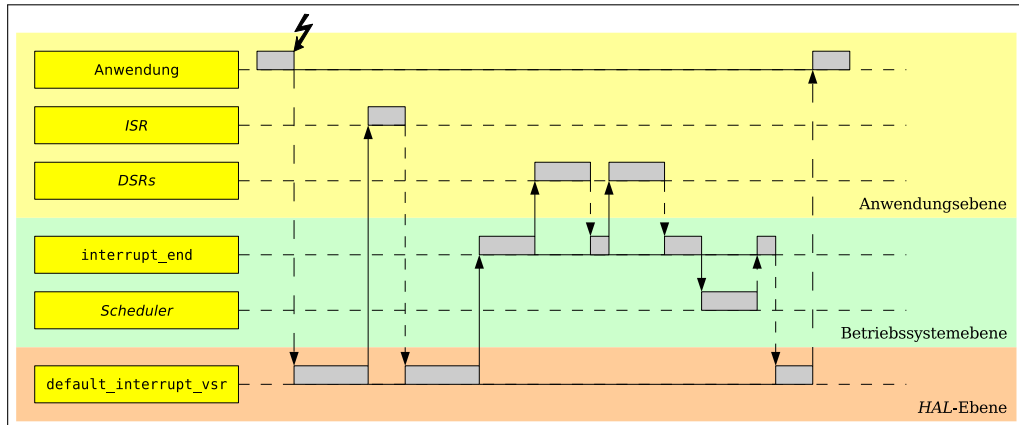 Anwendung
ISR
DSRs
Anwendungsebene
interrupt_end
Scheduler
Betriebssystemebene
default_interrupt_vsr
HAL-Ebene